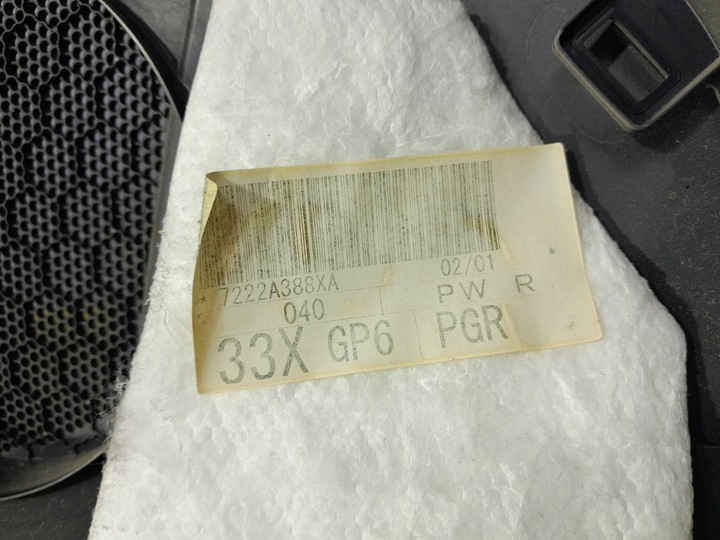 02/01
7222A388XA
040 PW R
33X GP6 PGR